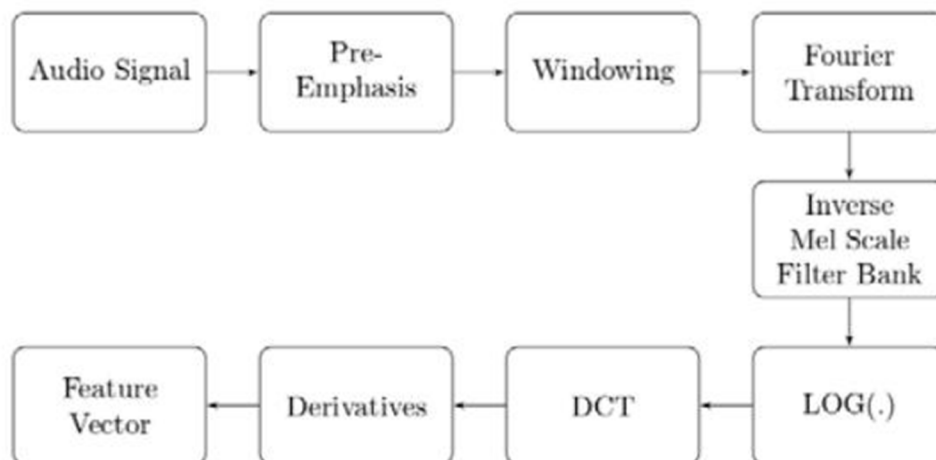 Audio Signal
Pre-
Emphasis
Windowing
Fourier
Transform
Inverse
Mel Scale
Filter Bank
LOG(.)
DCT
Derivatives
Feature
Vector